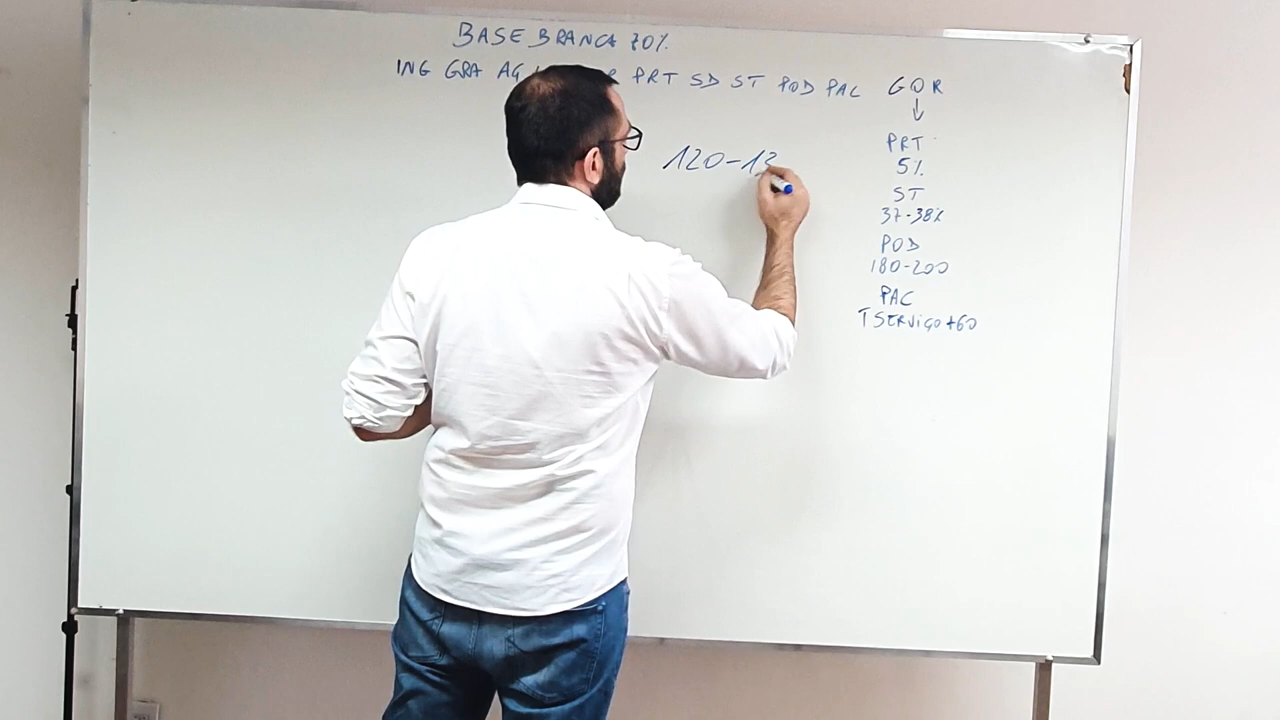 BASE BRANCA 70%
ING GRA AG PRT SD ST POD PAC GOR
↓
120-13
PRT
5%
ST
37-38%
POD
180-200
PAC
T SERVIÇO +60